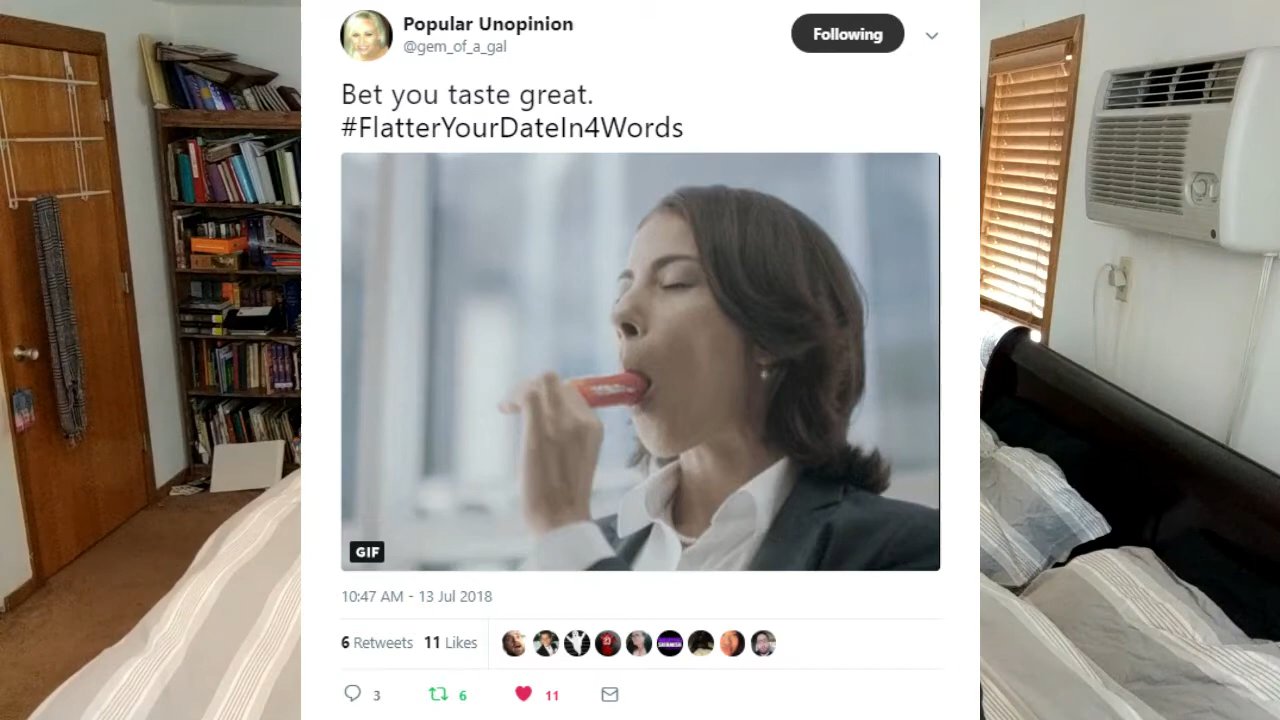 Popular Unopinion
@gem_of_a_gal
Following
Bet you taste great.
#FlatterYourDateIn4Words
GIF
10:47 AM - 13 Jul 2018
6 Retweets 11 Likes
3 6 11